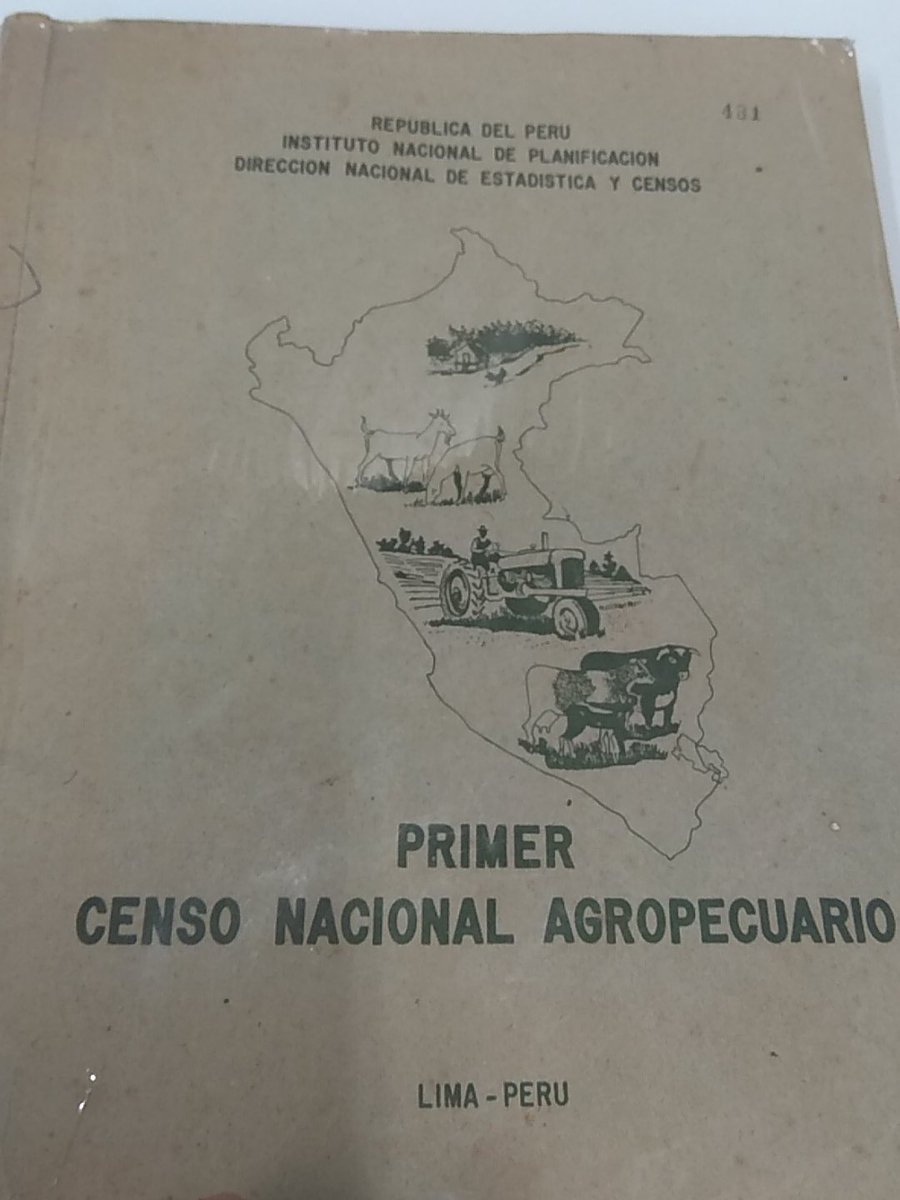 431
REPUBLICA DEL PERU
INSTITUTO NACIONAL DE PLANIFICACION
DIRECCION NACIONAL DE ESTADISTICA Y CENSOS
PRIMER
CENSO NACIONAL AGROPECUARIO
LIMA - PERU